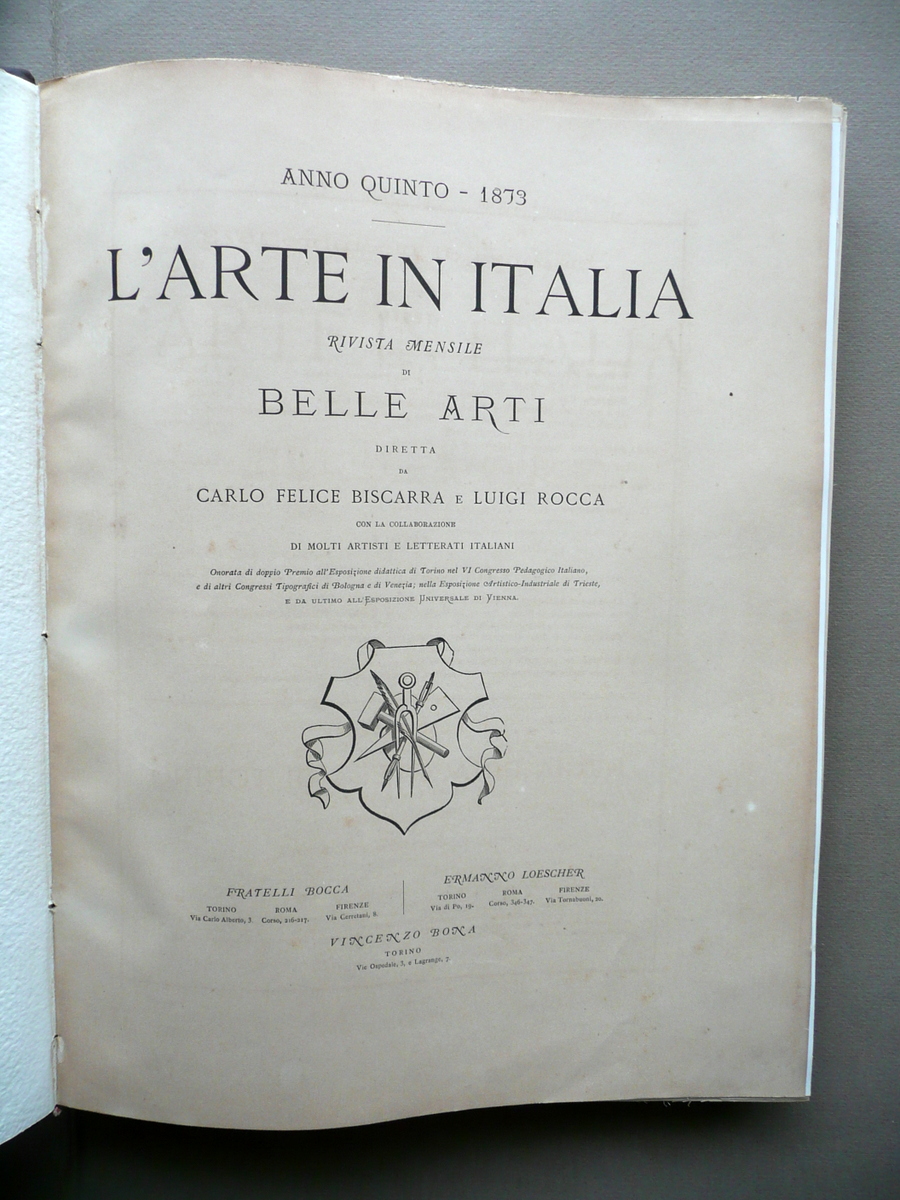 ANNO QUINTO - 1873
L'ARTE IN ITALIA
RIVISTA MENSILE
DI
BELLE ARTI
DIRETTA
DA
CARLO FELICE BISCARRA E LUIGI ROCCA
CON LA COLLABORAZIONE
DI MOLTI ARTISTI E LETTERATI ITALIANI
Onorata di doppio Premio all'Esposizione didattica di Torino nel VI Congresso Pedagogico Italiano,
e di altri Congressi Tipografici di Bologna e di Venezia; nella Esposizione Artistico-Industriale di Trieste,
E DA ULTIMO ALL'ESPOSIZIONE UNIVERSALE DI VIENNA.
FRATELLI BOCCA
TORINO ROMA FIRENZE
Via Carlo Alberto, 3. Corso, 216-217. Via Cerretani, 8.
ERMANNO LOESCHER
TORINO ROMA FIRENZE
Via di Po, 19. Corso, 346-347. Via Tornabuoni, 20.
VINCENZO BONA
TORINO
Vie Ospedale, 3, e Lagrange, 7.